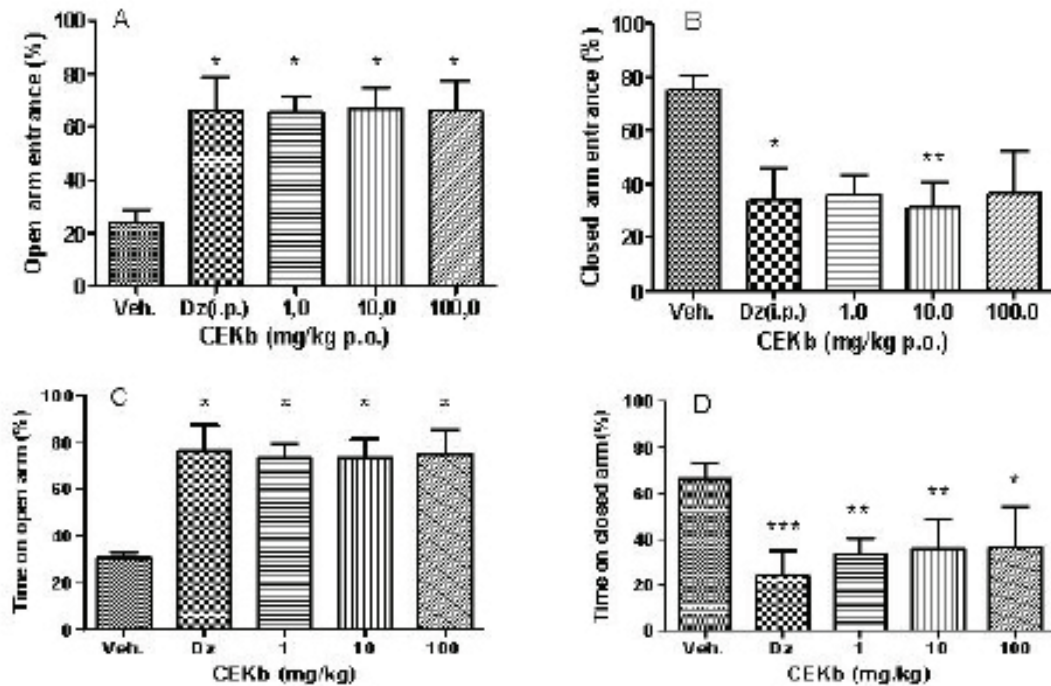 A
Open arm entrance (%)
100
80
60
40
20
0
* * * *
Veh. Dz(i.p.) 1,0 10,0 100,0
CEKb (mg/kg p.o.)
B
Closed arm entrance (%)
100
80
60
40
20
0
* **
Veh. Dz(i.p.) 1.0 10.0 100.0
CEKb (mg/kg p.o.)
C
Time on open arm (%)
100
80
60
40
20
0
* * * *
Veh. Dz 1 10 100
CEKb (mg/kg)
D
Time on closed arm(%)
100
80
60
40
20
0
*** ** ** *
Veh. Dz 1 10 100
CEKb (mg/kg)